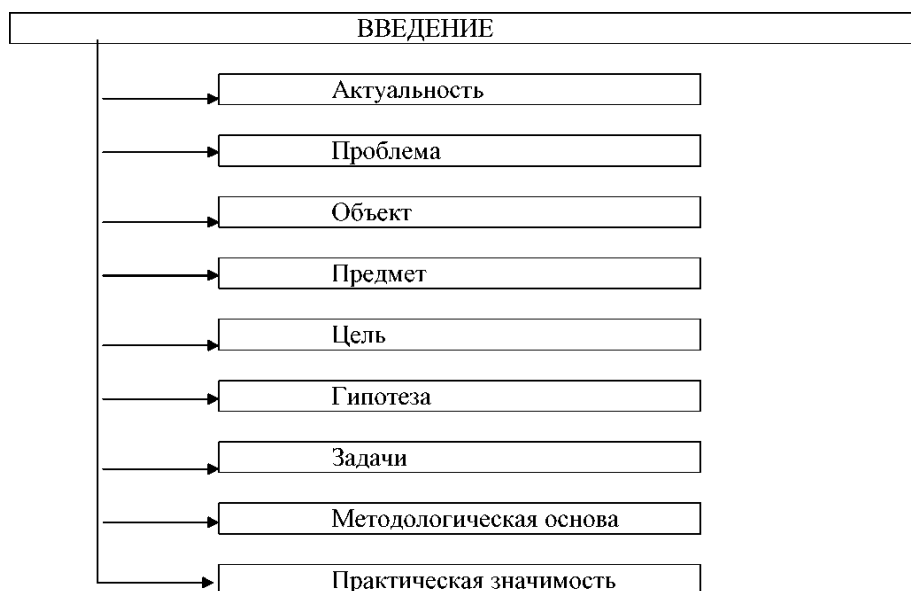 ВВЕДЕНИЕ
Актуальность
Проблема
Объект
Предмет
Цель
Гипотеза
Задачи
Методологическая основа
Практическая значимость